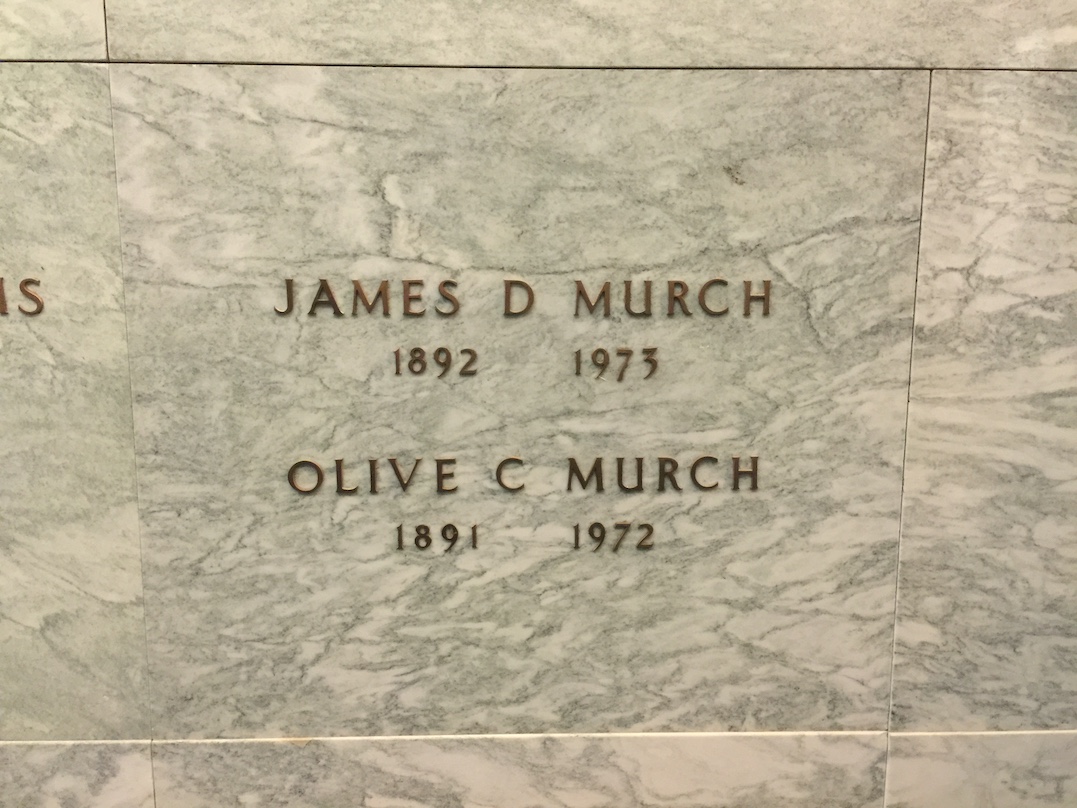 JAMES D MURCH
1892 1973
OLIVE C MURCH
1891 1972